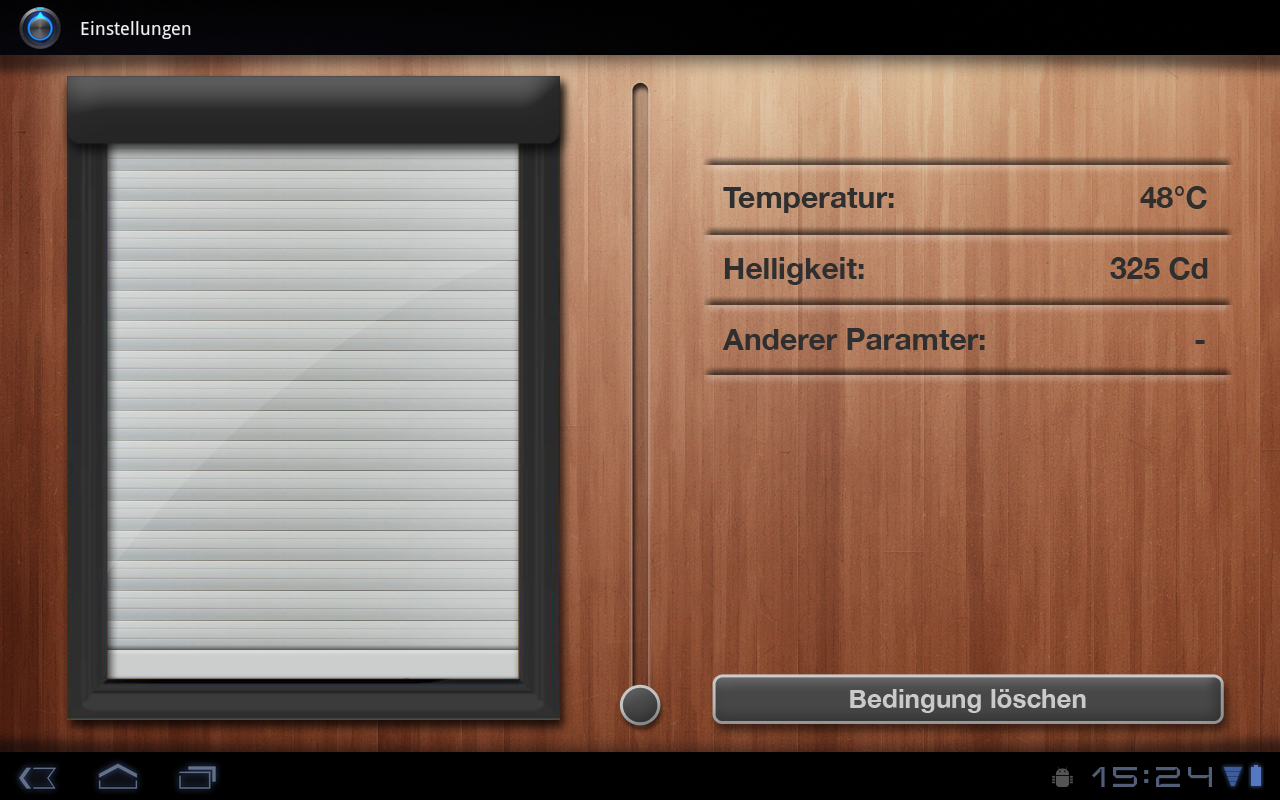 Einstellungen
Temperatur: 48°C
Helligkeit: 325 Cd
Anderer Paramter: -
Bedingung löschen
15:24